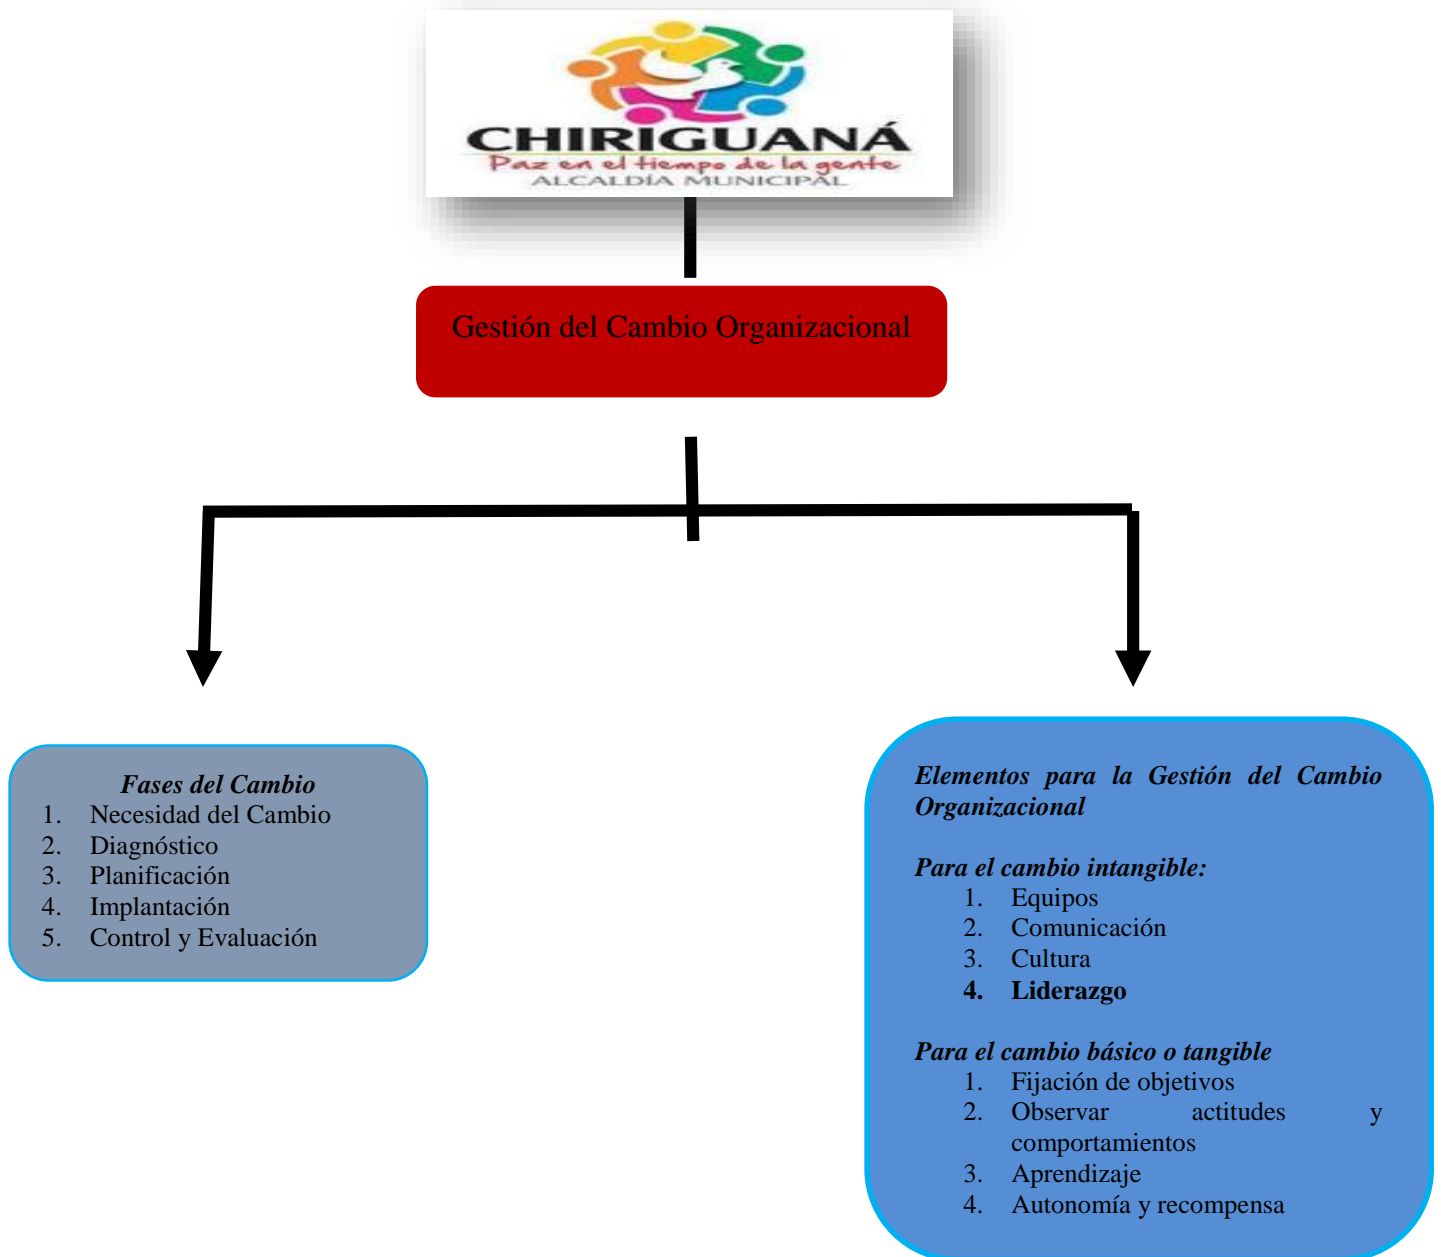 CHIRIGUANÁ
Paz en el tiempo de la gente
ALCALDÍA MUNICIPAL
Gestión del Cambio Organizacional
Fases del Cambio
1. Necesidad del Cambio
2. Diagnóstico
3. Planificación
4. Implantación
5. Control y Evaluación
Elementos para la Gestión del Cambio
Organizacional
Para el cambio intangible:
1. Equipos
2. Comunicación
3. Cultura
4. Liderazgo
Para el cambio básico o tangible
1. Fijación de objetivos
2. Observar actitudes y
comportamientos
3. Aprendizaje
4. Autonomía y recompensa